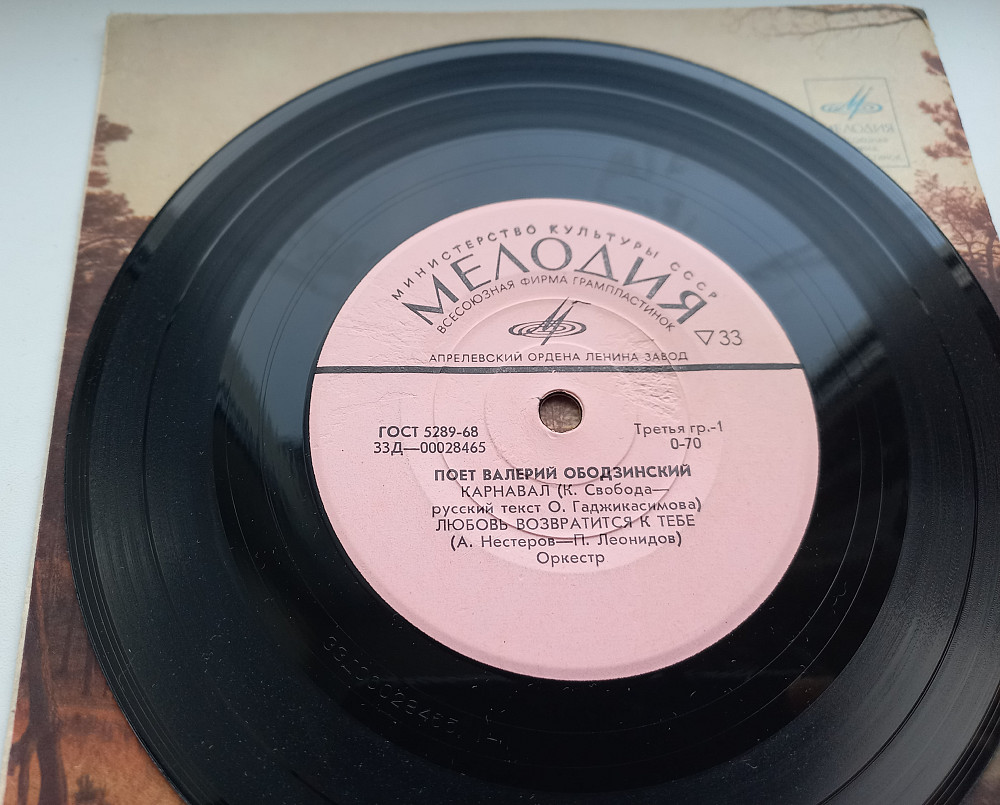 МЕЛОДИЯ
МИНИСТЕРСТВО КУЛЬТУРЫ СССР
МЕЛОДИЯ
ВСЕСОЮЗНАЯ ФИРМА ГРАМПЛАСТИНОК
▽33
АПРЕЛЕВСКИЙ ОРДЕНА ЛЕНИНА ЗАВОД
ГОСТ 5289-68 Третья гр.-1
33Д—00028465 0-70
ПОЕТ ВАЛЕРИЙ ОБОДЗИНСКИЙ
КАРНАВАЛ (К. Свобода—
русский текст О. Гаджикасимова)
ЛЮБОВЬ ВОЗВРАТИТСЯ К ТЕБЕ
(А. Нестеров—П. Леонидов)
Оркестр